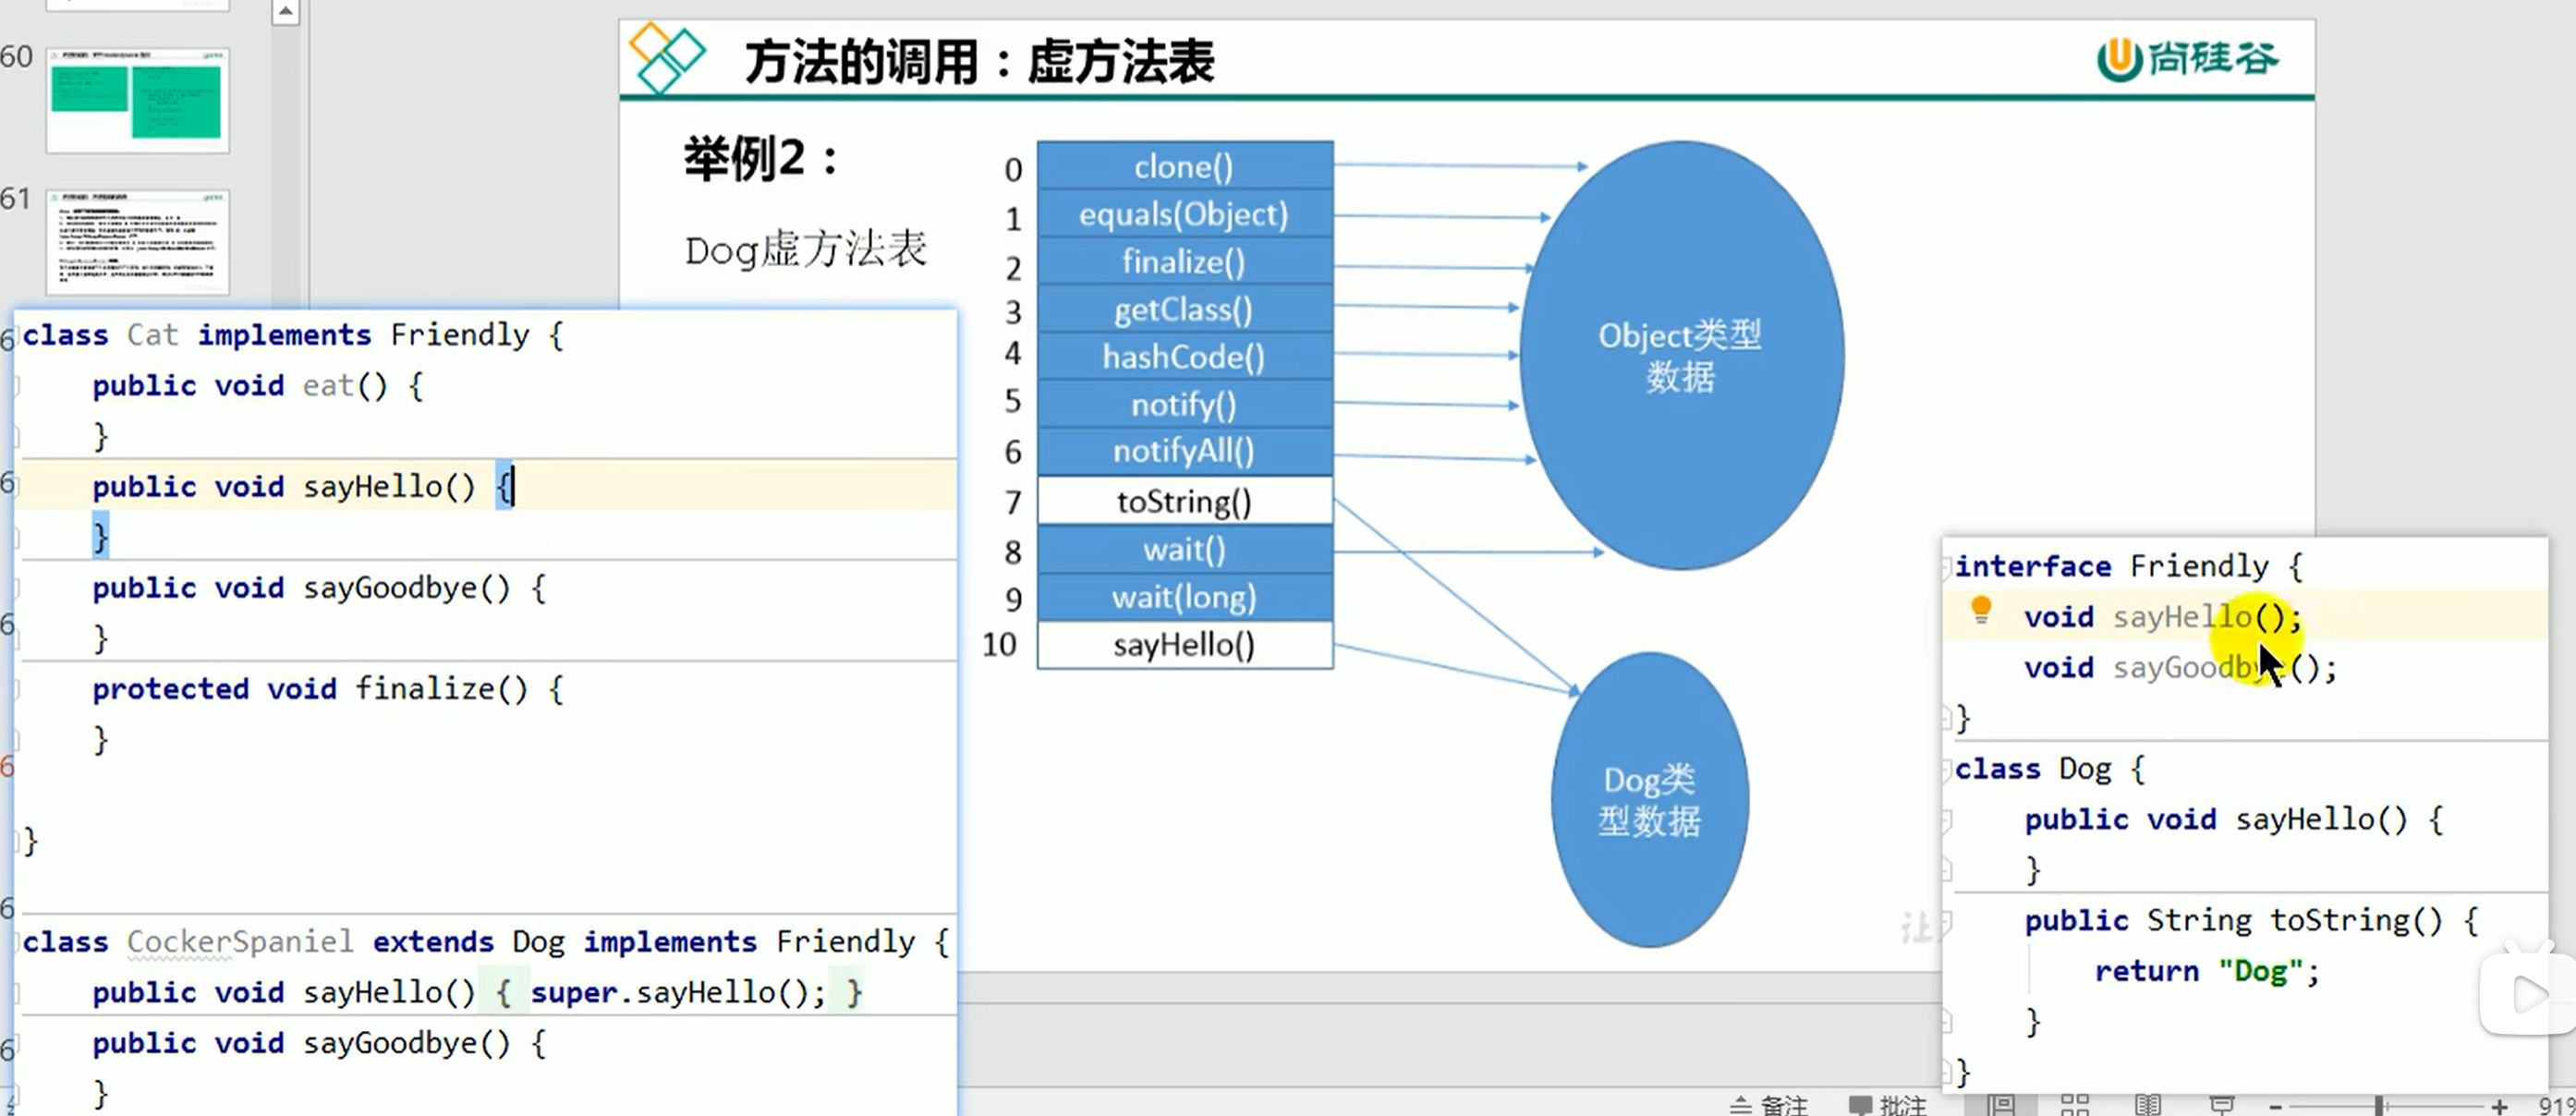 60
61
方法的调用：虚方法表
尚硅谷
举例2：
Dog虚方法表
0 clone()
1 equals(Object)
2 finalize()
3 getClass()
4 hashCode()
5 notify()
6 notifyAll()
7 toString()
8 wait()
9 wait(long)
10 sayHello()
Object类型
数据
Dog类
型数据
class Cat implements Friendly {
public void eat() {
}
public void sayHello() {
}
public void sayGoodbye() {
}
protected void finalize() {
}
}
class CockerSpaniel extends Dog implements Friendly {
public void sayHello() { super.sayHello(); }
public void sayGoodbye() {
}
interface Friendly {
void sayHello();
void sayGoodbye();
}
class Dog {
public void sayHello() {
}
public String toString() {
return "Dog";
}
}
让
备注 批注